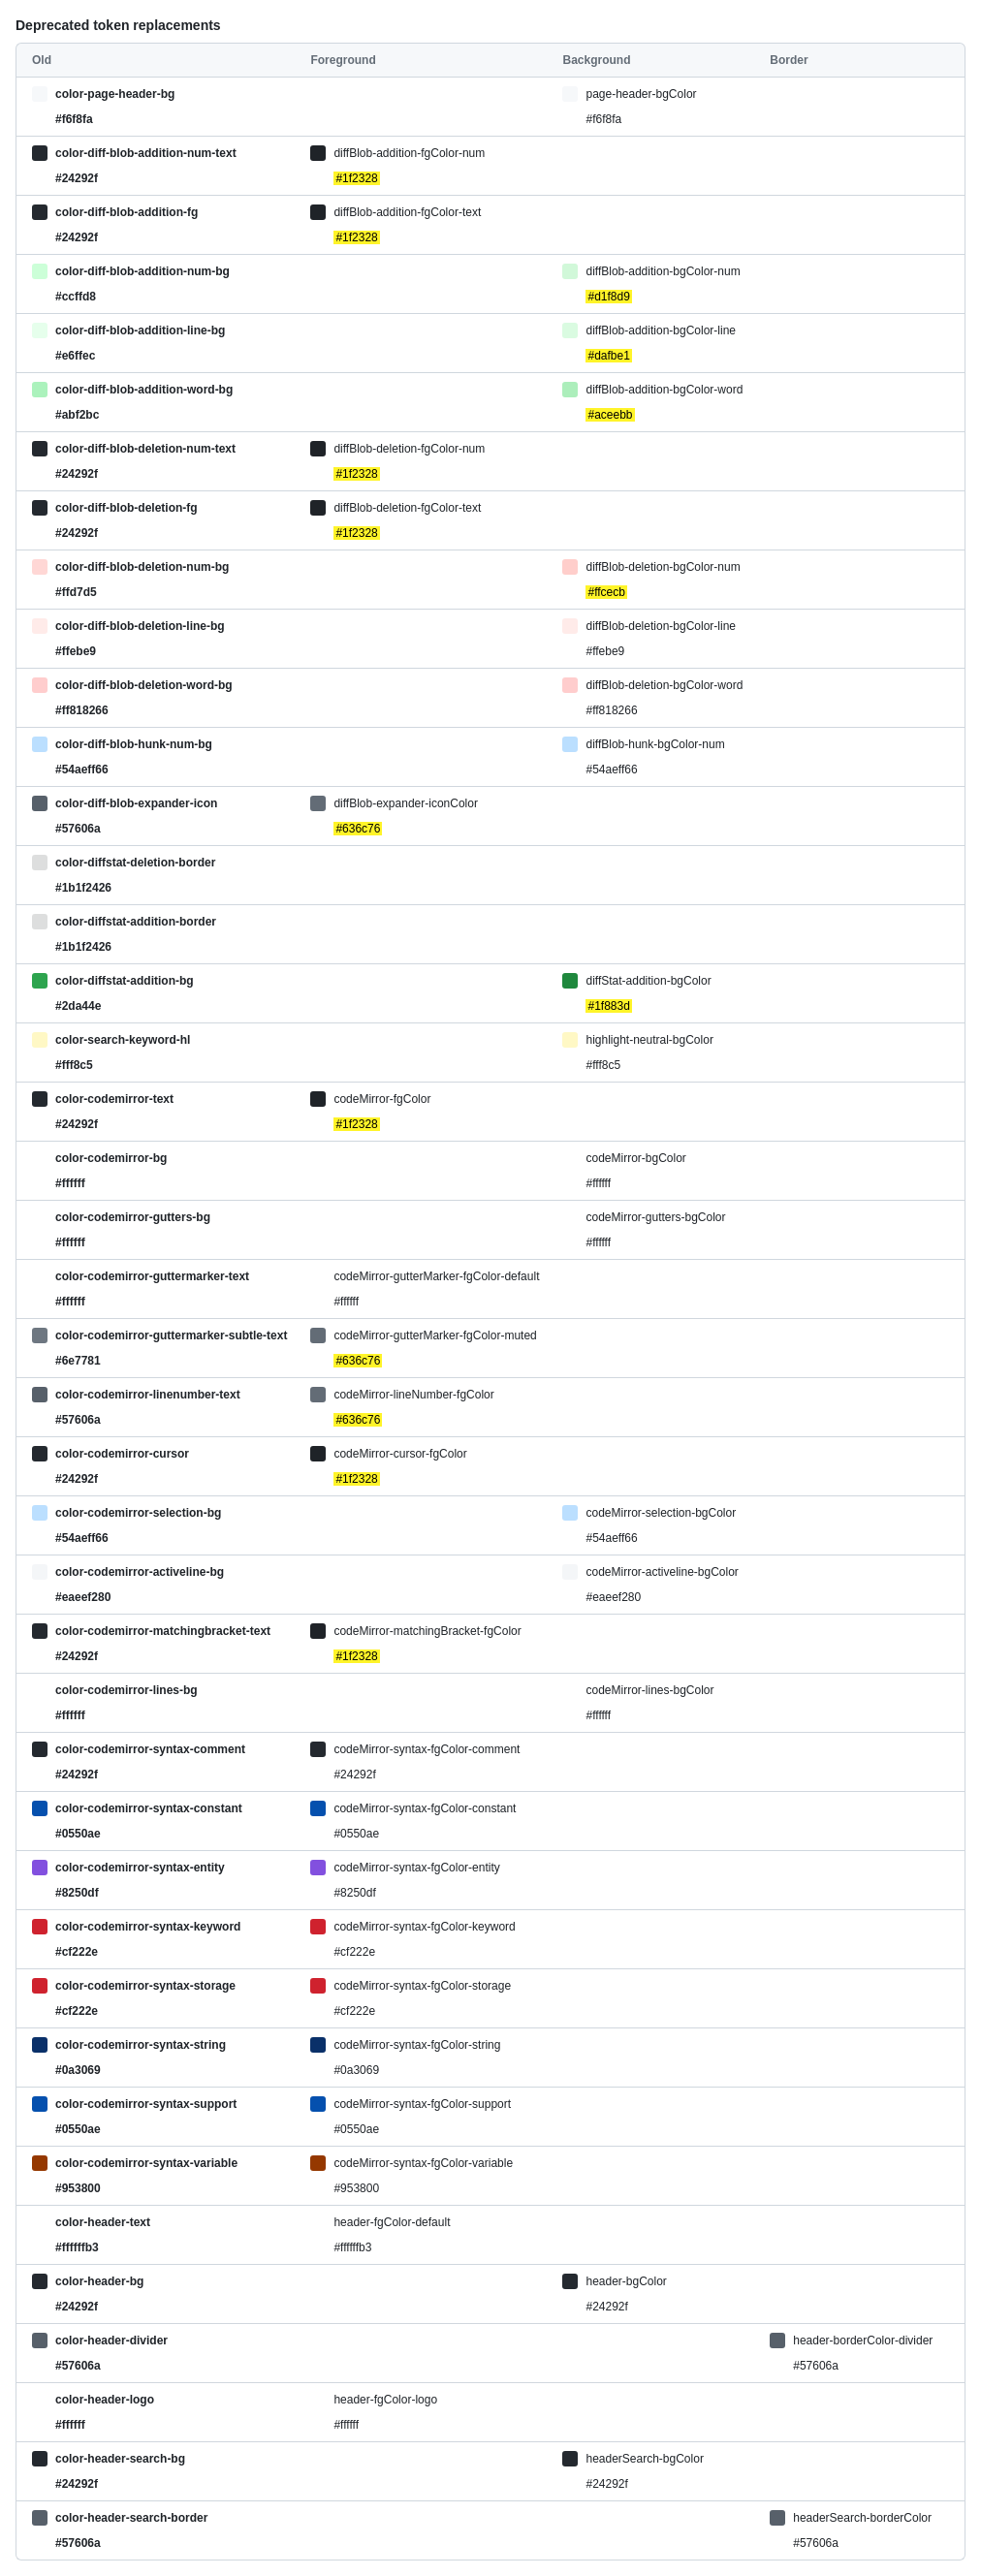 Deprecated token replacements
Old Foreground Background Border
color-page-header-bg page-header-bgColor
#f6f8fa #f6f8fa
color-diff-blob-addition-num-text diffBlob-addition-fgColor-num
#24292f #1f2328
color-diff-blob-addition-fg diffBlob-addition-fgColor-text
#24292f #1f2328
color-diff-blob-addition-num-bg diffBlob-addition-bgColor-num
#ccffd8 #d1f8d9
color-diff-blob-addition-line-bg diffBlob-addition-bgColor-line
#e6ffec #dafbe1
color-diff-blob-addition-word-bg diffBlob-addition-bgColor-word
#abf2bc #aceebb
color-diff-blob-deletion-num-text diffBlob-deletion-fgColor-num
#24292f #1f2328
color-diff-blob-deletion-fg diffBlob-deletion-fgColor-text
#24292f #1f2328
color-diff-blob-deletion-num-bg diffBlob-deletion-bgColor-num
#ffd7d5 #ffcecb
color-diff-blob-deletion-line-bg diffBlob-deletion-bgColor-line
#ffebe9 #ffebe9
color-diff-blob-deletion-word-bg diffBlob-deletion-bgColor-word
#ff818266 #ff818266
color-diff-blob-hunk-num-bg diffBlob-hunk-bgColor-num
#54aeff66 #54aeff66
color-diff-blob-expander-icon diffBlob-expander-iconColor
#57606a #636c76
color-diffstat-deletion-border
#1b1f2426
color-diffstat-addition-border
#1b1f2426
color-diffstat-addition-bg diffStat-addition-bgColor
#2da44e #1f883d
color-search-keyword-hl highlight-neutral-bgColor
#fff8c5 #fff8c5
color-codemirror-text codeMirror-fgColor
#24292f #1f2328
color-codemirror-bg codeMirror-bgColor
#ffffff #ffffff
color-codemirror-gutters-bg codeMirror-gutters-bgColor
#ffffff #ffffff
color-codemirror-guttermarker-text codeMirror-gutterMarker-fgColor-default
#ffffff #ffffff
color-codemirror-guttermarker-subtle-text codeMirror-gutterMarker-fgColor-muted
#6e7781 #636c76
color-codemirror-linenumber-text codeMirror-lineNumber-fgColor
#57606a #636c76
color-codemirror-cursor codeMirror-cursor-fgColor
#24292f #1f2328
color-codemirror-selection-bg codeMirror-selection-bgColor
#54aeff66 #54aeff66
color-codemirror-activeline-bg codeMirror-activeline-bgColor
#eaeef280 #eaeef280
color-codemirror-matchingbracket-text codeMirror-matchingBracket-fgColor
#24292f #1f2328
color-codemirror-lines-bg codeMirror-lines-bgColor
#ffffff #ffffff
color-codemirror-syntax-comment codeMirror-syntax-fgColor-comment
#24292f #24292f
color-codemirror-syntax-constant codeMirror-syntax-fgColor-constant
#0550ae #0550ae
color-codemirror-syntax-entity codeMirror-syntax-fgColor-entity
#8250df #8250df
color-codemirror-syntax-keyword codeMirror-syntax-fgColor-keyword
#cf222e #cf222e
color-codemirror-syntax-storage codeMirror-syntax-fgColor-storage
#cf222e #cf222e
color-codemirror-syntax-string codeMirror-syntax-fgColor-string
#0a3069 #0a3069
color-codemirror-syntax-support codeMirror-syntax-fgColor-support
#0550ae #0550ae
color-codemirror-syntax-variable codeMirror-syntax-fgColor-variable
#953800 #953800
color-header-text header-fgColor-default
#ffffffb3 #ffffffb3
color-header-bg header-bgColor
#24292f #24292f
color-header-divider header-borderColor-divider
#57606a #57606a
color-header-logo header-fgColor-logo
#ffffff #ffffff
color-header-search-bg headerSearch-bgColor
#24292f #24292f
color-header-search-border headerSearch-borderColor
#57606a #57606a